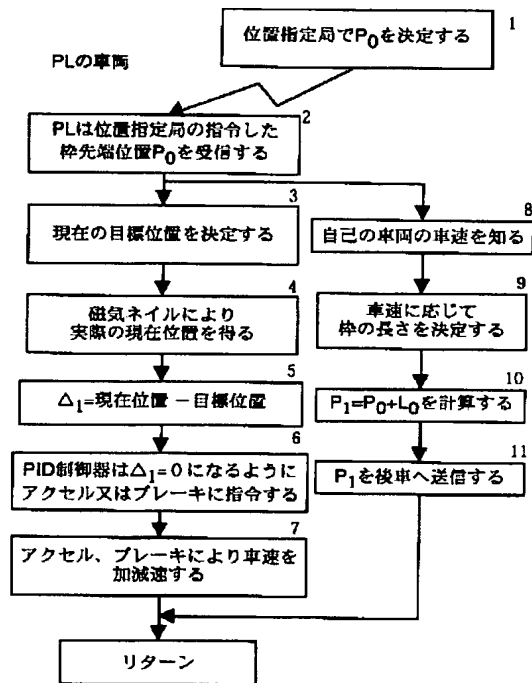 1
位置指定局でP0を決定する
PLの車両
2
PLは位置指定局の指令した
枠先端位置P0を受信する
3
現在の目標位置を決定する
4
磁気ネイルにより
実際の現在位置を得る
5
△1=現在位置 − 目標位置
6
PID制御器は△1=0になるように
アクセル又はブレーキに指令する
7
アクセル、ブレーキにより車速を
加減速する
8
自己の車両の車速を知る
9
車速に応じて
枠の長さを決定する
10
P1=P0+L0を計算する
11
P1を後車へ送信する
リターン